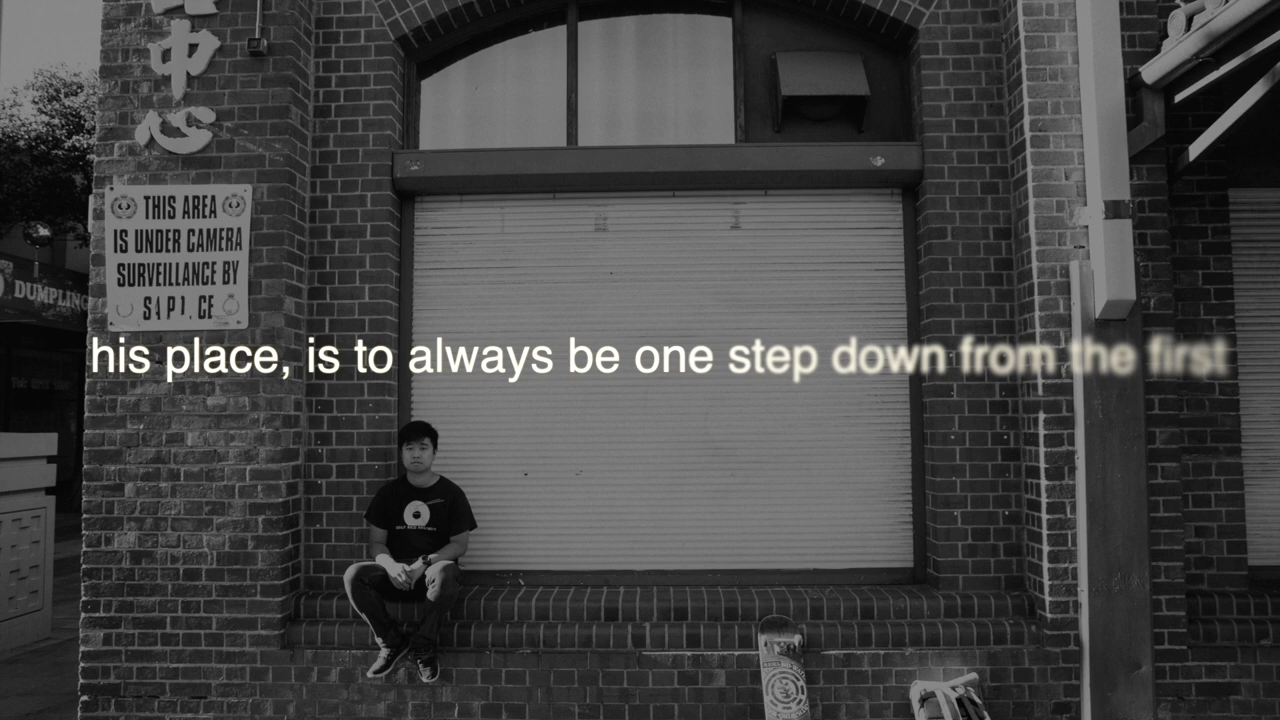 中
心
THIS AREA
IS UNDER CAMERA
SURVEILLANCE BY
DUMPLING
his place, is to always be one step down from the first